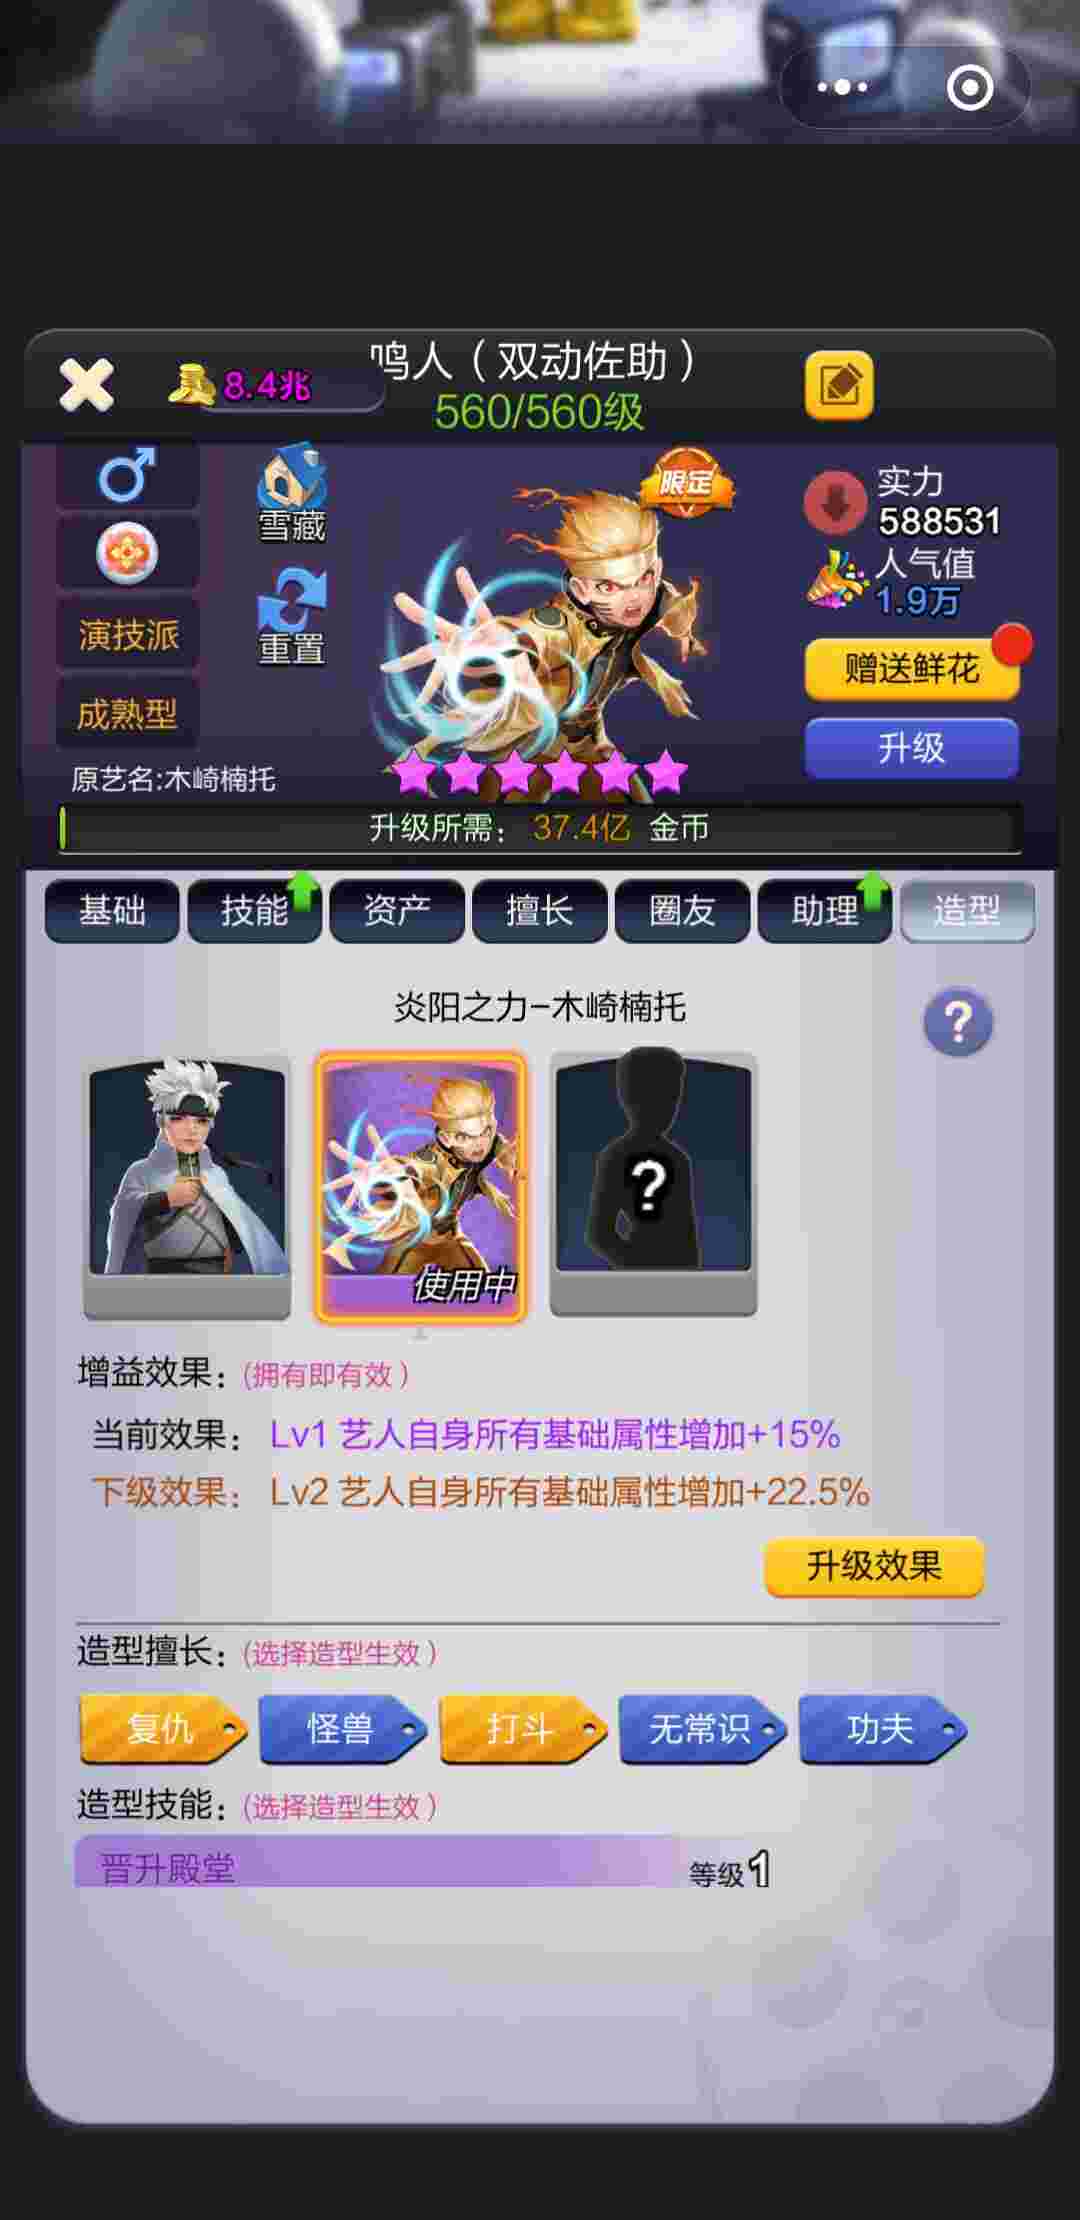 8.4兆
鸣人（双动佐助）
560/560级
雪藏
限定
实力
588531
人气值
1.9万
演技派
重置
赠送鲜花
成熟型
升级
原艺名:木崎楠托
升级所需： 37.4亿 金币
基础 技能 资产 擅长 圈友 助理 造型
炎阳之力-木崎楠托
?
?
使用中
增益效果：(拥有即有效）
当前效果： Lv1 艺人自身所有基础属性增加+15%
下级效果： Lv2 艺人自身所有基础属性增加+22.5%
升级效果
造型擅长：(选择造型生效）
复仇 怪兽 打斗 无常识 功夫
造型技能：(选择造型生效）
晋升殿堂 等级1